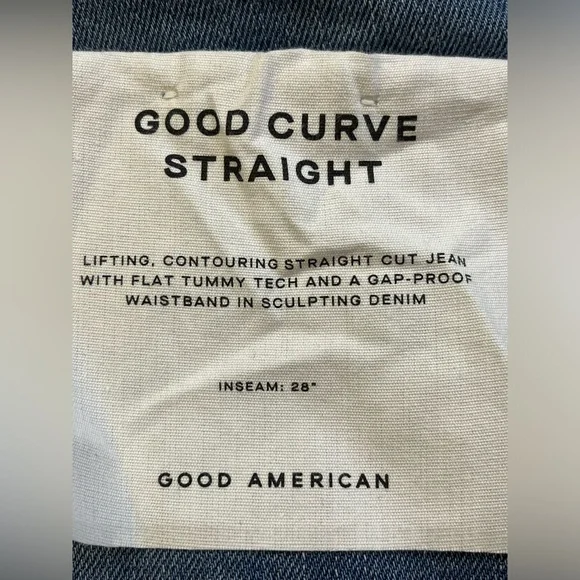 GOOD CURVE
STRAIGHT
LIFTING, CONTOURING STRAIGHT CUT JEAN
WITH FLAT TUMMY TECH AND A GAP-PROOF
WAISTBAND IN SCULPTING DENIM
INSEAM: 28"
GOOD AMERICAN